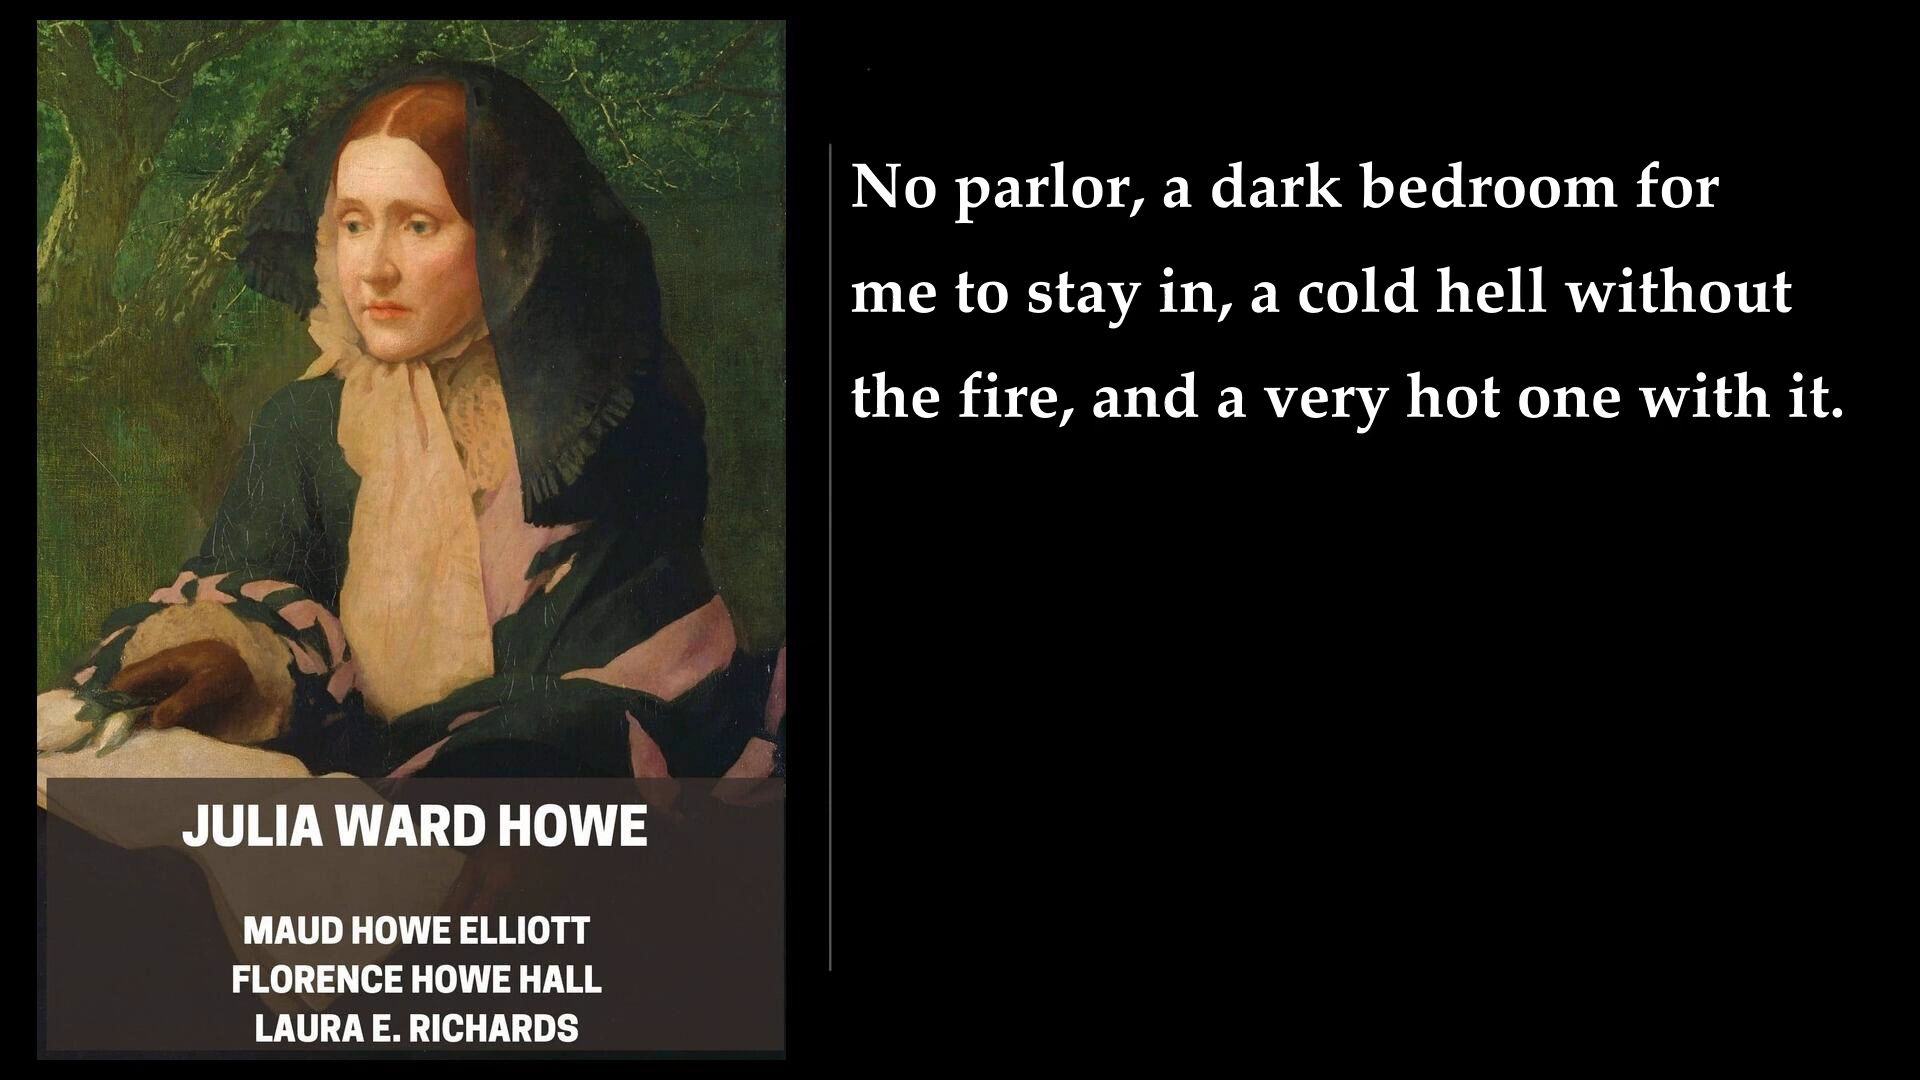 JULIA WARD HOWE
MAUD HOWE ELLIOTT
FLORENCE HOWE HALL
LAURA E. RICHARDS
No parlor, a dark bedroom for
me to stay in, a cold hell without
the fire, and a very hot one with it.